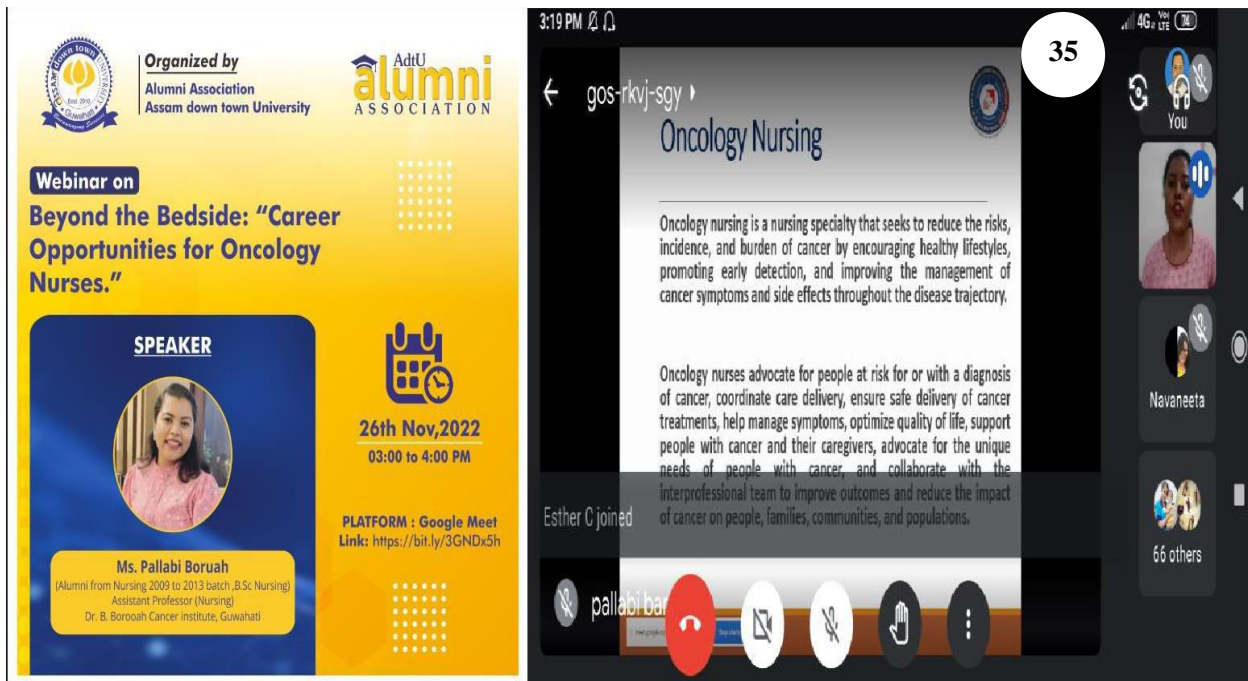 Organized by
Alumni Association
Assam down town University
AdtU
alumni
ASSOCIATION
Webinar on
Beyond the Bedside: “Career
Opportunities for Oncology
Nurses.”
SPEAKER
26th Nov,2022
03:00 to 4:00 PM
PLATFORM : Google Meet
Link: https://bit.ly/3GNDx5h
Ms. Pallabi Boruah
(Alumni from Nursing 2009 to 2013 batch ,B.Sc Nursing)
Assistant Professor (Nursing)
Dr. B. Borooah Cancer institute, Guwahati
3:19 PM
4G
LTE
74
35
gos-rkvj-sgy
Oncology Nursing
Oncology nursing is a nursing specialty that seeks to reduce the risks,
incidence, and burden of cancer by encouraging healthy lifestyles,
promoting early detection, and improving the management of
cancer symptoms and side effects throughout the disease trajectory.
Oncology nurses advocate for people at risk for or with a diagnosis
of cancer, coordinate care delivery, ensure safe delivery of cancer
treatments, help manage symptoms, optimize quality of life, support
people with cancer and their caregivers, advocate for the unique
needs of people with cancer, and collaborate with the
interprofessional team to improve outcomes and reduce the impact
of cancer on people, families, communities, and populations.
Esther C joined
pallabi bar
You
Navaneeta
66 others